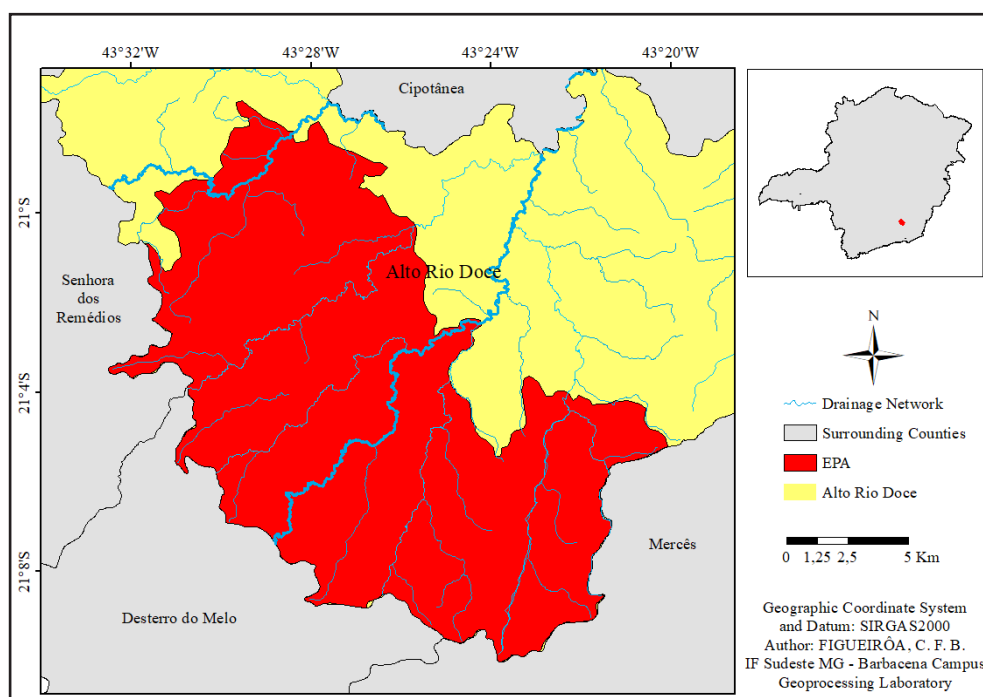 43°32'W 43°28'W 43°24'W 43°20'W
Cipotânea
21°S
Alto Rio Doce
Senhora
dos
Remédios
21°4'S
Mercês
21°8'S
Desterro do Melo
N
Drainage Network
Surrounding Counties
EPA
Alto Rio Doce
0 1,25 2,5 5 Km
Geographic Coordinate System
and Datum: SIRGAS2000
Author: FIGUEIRÔA, C. F. B.
IF Sudeste MG - Barbacena Campus
Geoprocessing Laboratory